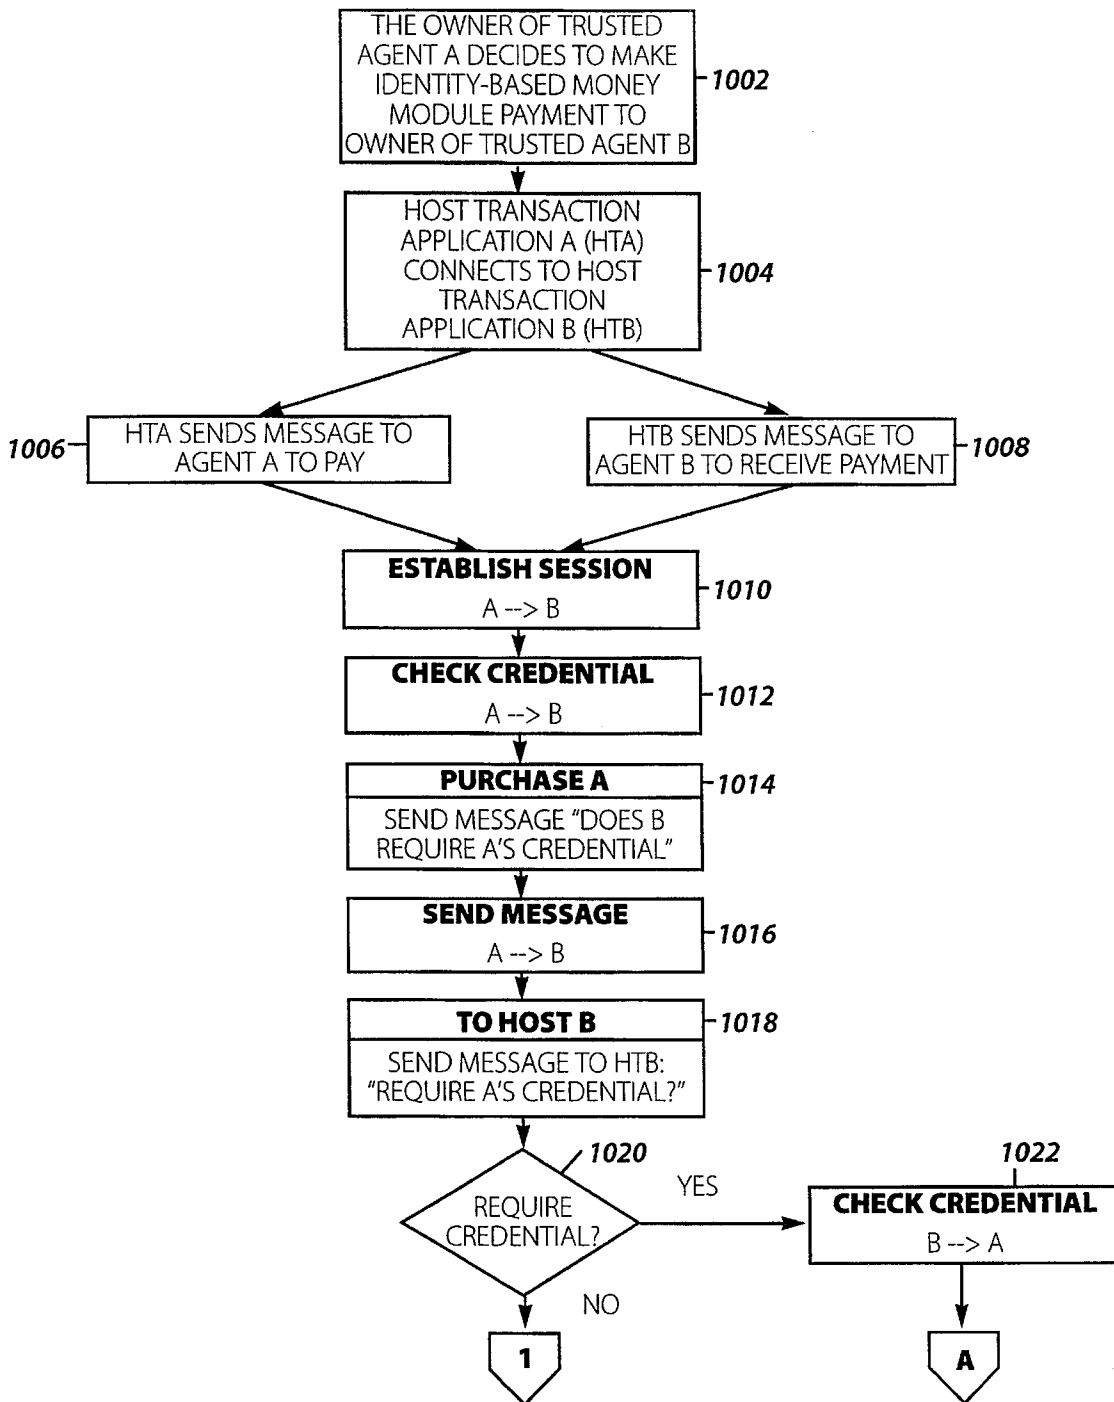 THE OWNER OF TRUSTED
AGENT A DECIDES TO MAKE
IDENTITY-BASED MONEY
MODULE PAYMENT TO
OWNER OF TRUSTED AGENT B
1002
HOST TRANSACTION
APPLICATION A (HTA)
CONNECTS TO HOST
TRANSACTION
APPLICATION B (HTB)
1004
1006
HTA SENDS MESSAGE TO
AGENT A TO PAY
HTB SENDS MESSAGE TO
AGENT B TO RECEIVE PAYMENT
1008
ESTABLISH SESSION
A --> B
1010
CHECK CREDENTIAL
A --> B
1012
PURCHASE A
1014
SEND MESSAGE “DOES B
REQUIRE A'S CREDENTIAL”
SEND MESSAGE
A --> B
1016
TO HOST B
1018
SEND MESSAGE TO HTB:
“REQUIRE A'S CREDENTIAL?”
1020
REQUIRE
CREDENTIAL?
YES
1022
CHECK CREDENTIAL
B --> A
NO
1
A